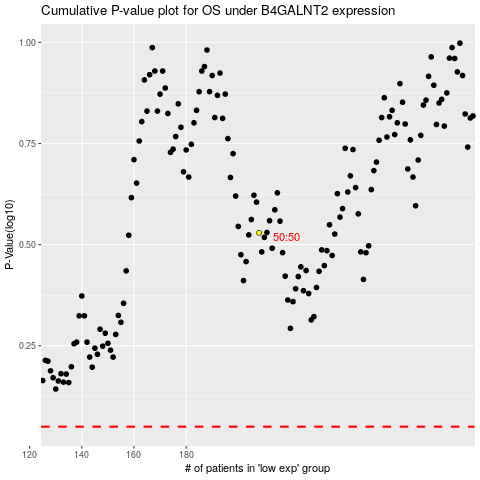 Cumulative P-value plot for OS under B4GALNT2 expression
P-Value(log10)
1.00
0.75
0.50
0.25
50:50
120 140 160 180
# of patients in 'low exp' group